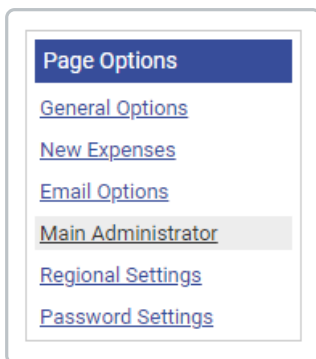 Page Options
General Options
New Expenses
Email Options
Main Administrator
Regional Settings
Password Settings